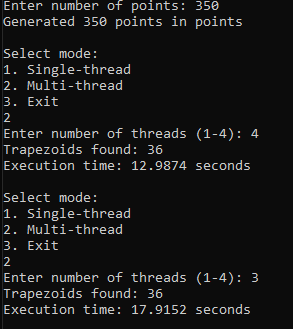 Enter number of points: 350
Generated 350 points in points
Select mode:
1. Single-thread
2. Multi-thread
3. Exit
2
Enter number of threads (1-4): 4
Trapezoids found: 36
Execution time: 12.9874 seconds
Select mode:
1. Single-thread
2. Multi-thread
3. Exit
2
Enter number of threads (1-4): 3
Trapezoids found: 36
Execution time: 17.9152 seconds